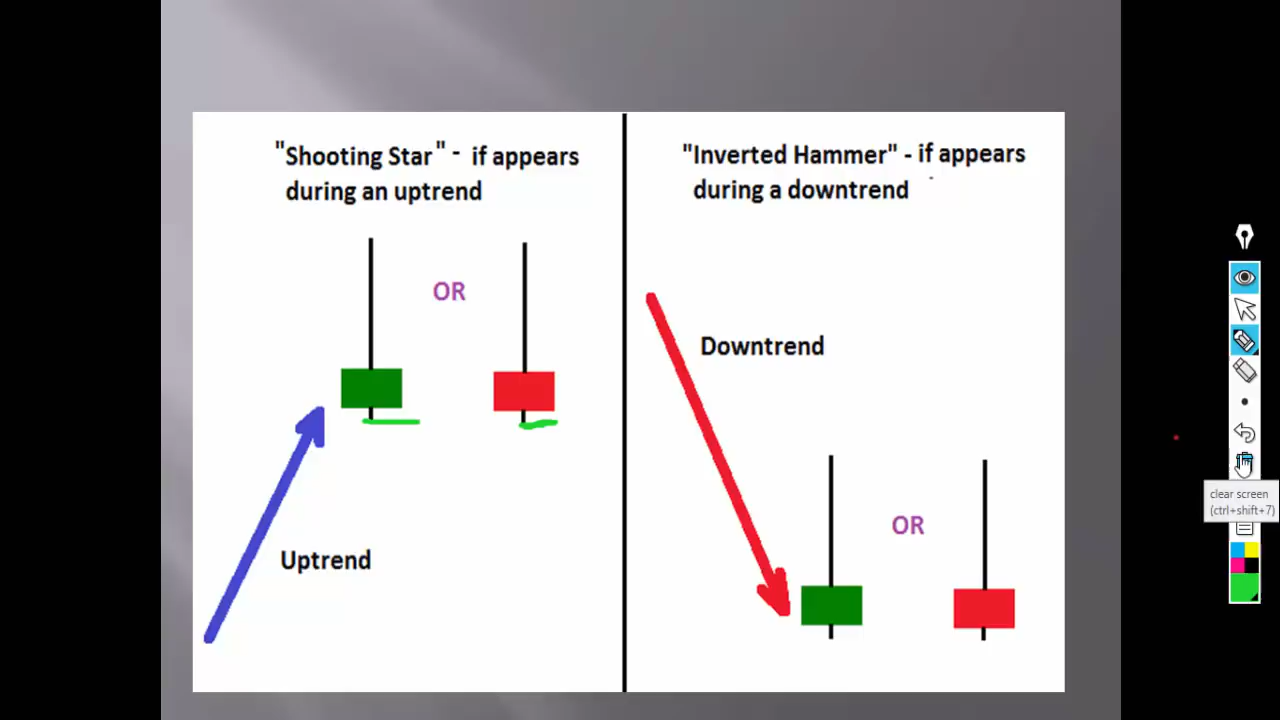 "Shooting Star" - if appears
during an uptrend
OR
Uptrend
"Inverted Hammer" - if appears
during a downtrend
Downtrend
OR
clear screen
(ctrl+shift+7)